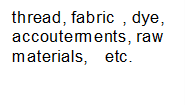 thread, fabric , dye,
accouterments, raw
materials, etc.